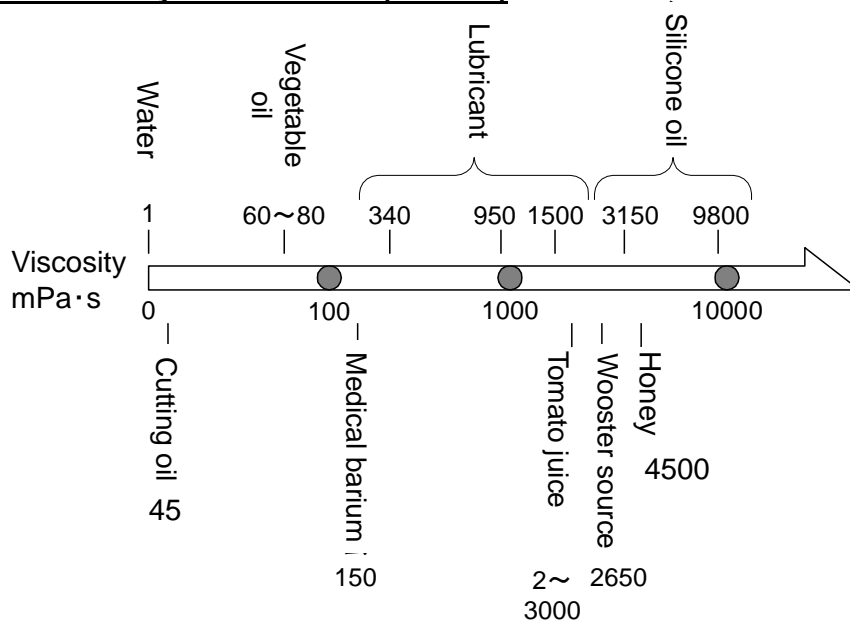 Water
Vegetable
oil
Lubricant
Silicone oil
1
60～80
340
950
1500
3150
9800
Viscosity
mPa･s
0
100
1000
10000
Cutting oil
45
Medical barium
150
Tomato juice
2～
3000
Wooster source
2650
Honey
4500